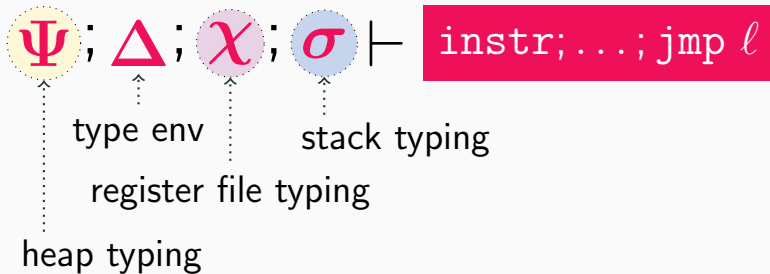 Ψ; Δ; χ; σ ⊢ instr;...; jmp ℓ
type env
stack typing
register file typing
heap typing